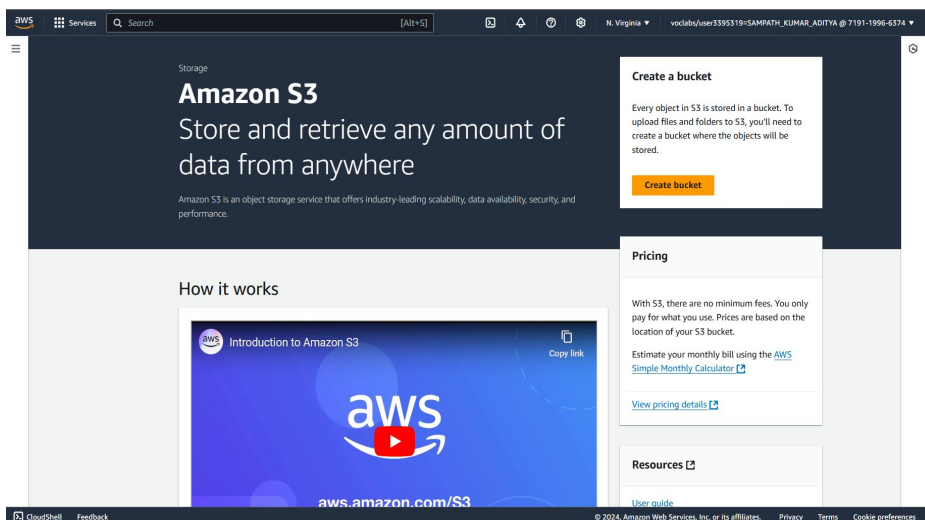 aws
Services
Search
[Alt+S]
N. Virginia
voclabs/user3395319=SAMPATH_KUMAR_ADITYA @ 7191-1996-6374
Storage
Amazon S3
Store and retrieve any amount of
data from anywhere
Amazon S3 is an object storage service that offers industry-leading scalability, data availability, security, and
performance.
Create a bucket
Every object in S3 is stored in a bucket. To
upload files and folders to S3, you'll need to
create a bucket where the objects will be
stored.
Create bucket
Pricing
With S3, there are no minimum fees. You only
pay for what you use. Prices are based on the
location of your S3 bucket.
Estimate your monthly bill using the AWS
Simple Monthly Calculator
View pricing details
Resources
User guide
How it works
aws
Introduction to Amazon S3
Copy link
aws
aws.amazon.com/S3
CloudShell
Feedback
© 2024, Amazon Web Services, Inc. or its affiliates.
Privacy
Terms
Cookie preferences